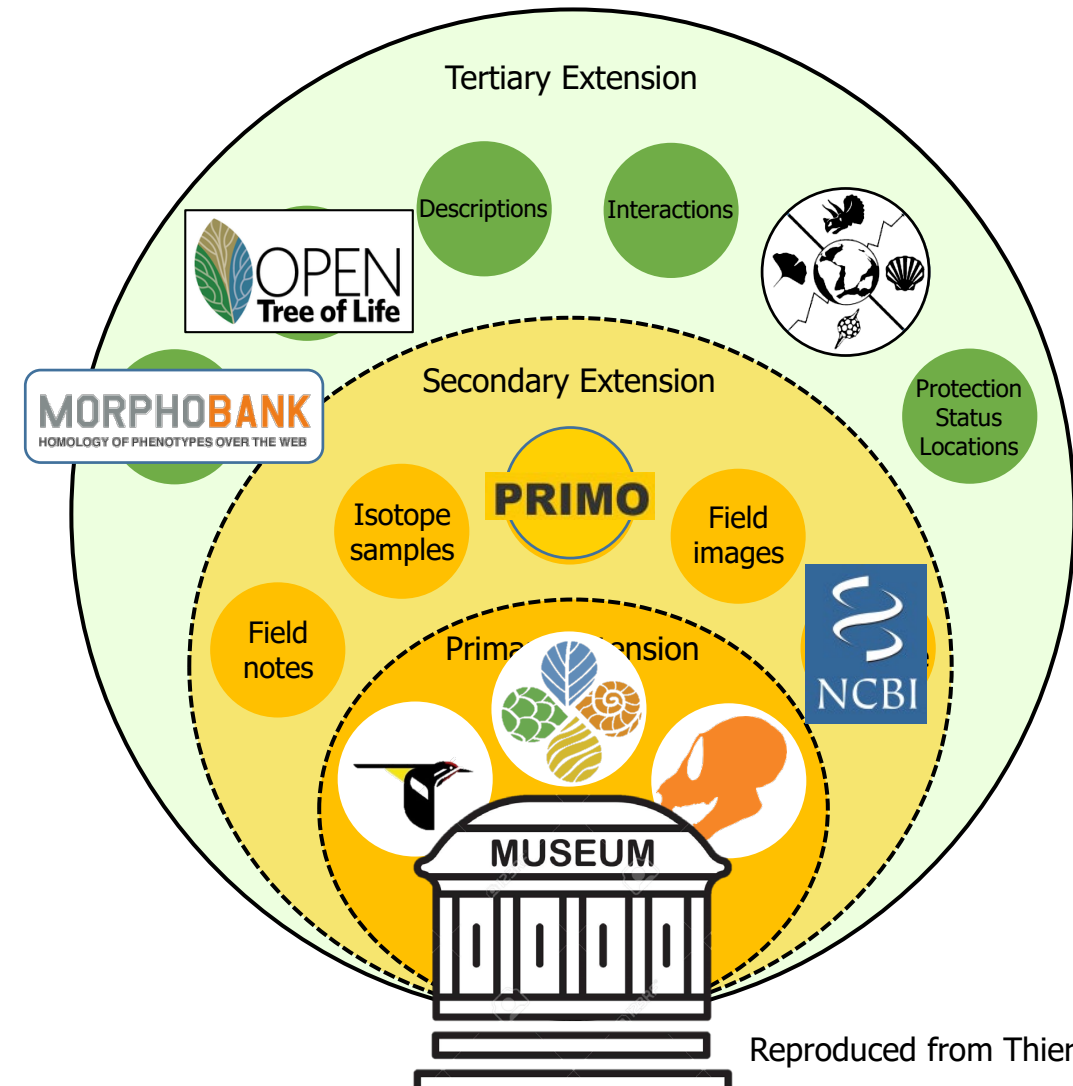 Tertiary Extension
Descriptions
Interactions
OPEN
Tree of Life
Protection
Status
Locations
MORPHOBANK
HOMOLOGY OF PHENOTYPES OVER THE WEB
Secondary Extension
PRIMO
Isotope
samples
Field
images
Field
notes
NCBI
MUSEUM
Reproduced from